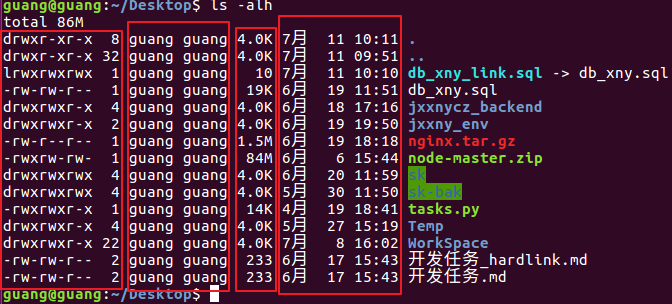 guang@guang:~/Desktop$ ls -alh
total 86M
drwxr-xr-x 8 guang guang 4.0K 7月 11 10:11 .
drwxr-xr-x 32 guang guang 4.0K 7月 11 09:51 ..
lrwxrwxrwx 1 guang guang 10 7月 11 10:10 db_xny_link.sql -> db_xny.sql
-rw-rw-r-- 1 guang guang 19K 6月 19 11:51 db_xny.sql
drwxrwxr-x 4 guang guang 4.0K 6月 18 17:16 jxxnycz_backend
drwxrwxr-x 2 guang guang 4.0K 6月 19 19:50 jxxny_env
-rw-r--r-- 1 guang guang 1.5M 6月 19 18:18 nginx.tar.gz
-rwxrw-rw- 1 guang guang 84M 6月 6 15:44 node-master.zip
drwxrwxrwx 4 guang guang 4.0K 6月 20 11:59 sk
drwxrwxrwx 4 guang guang 4.0K 5月 30 11:50 sk-bak
-rwxrwxr-x 1 guang guang 14K 4月 19 18:41 tasks.py
drwxrwxr-x 4 guang guang 4.0K 5月 27 15:19 Temp
drwxrwxr-x 22 guang guang 4.0K 7月 8 16:02 WorkSpace
-rw-rw-r-- 2 guang guang 233 6月 17 15:43 开发任务_hardlink.md
-rw-rw-r-- 2 guang guang 233 6月 17 15:43 开发任务.md
guang@guang:~/Desktop$